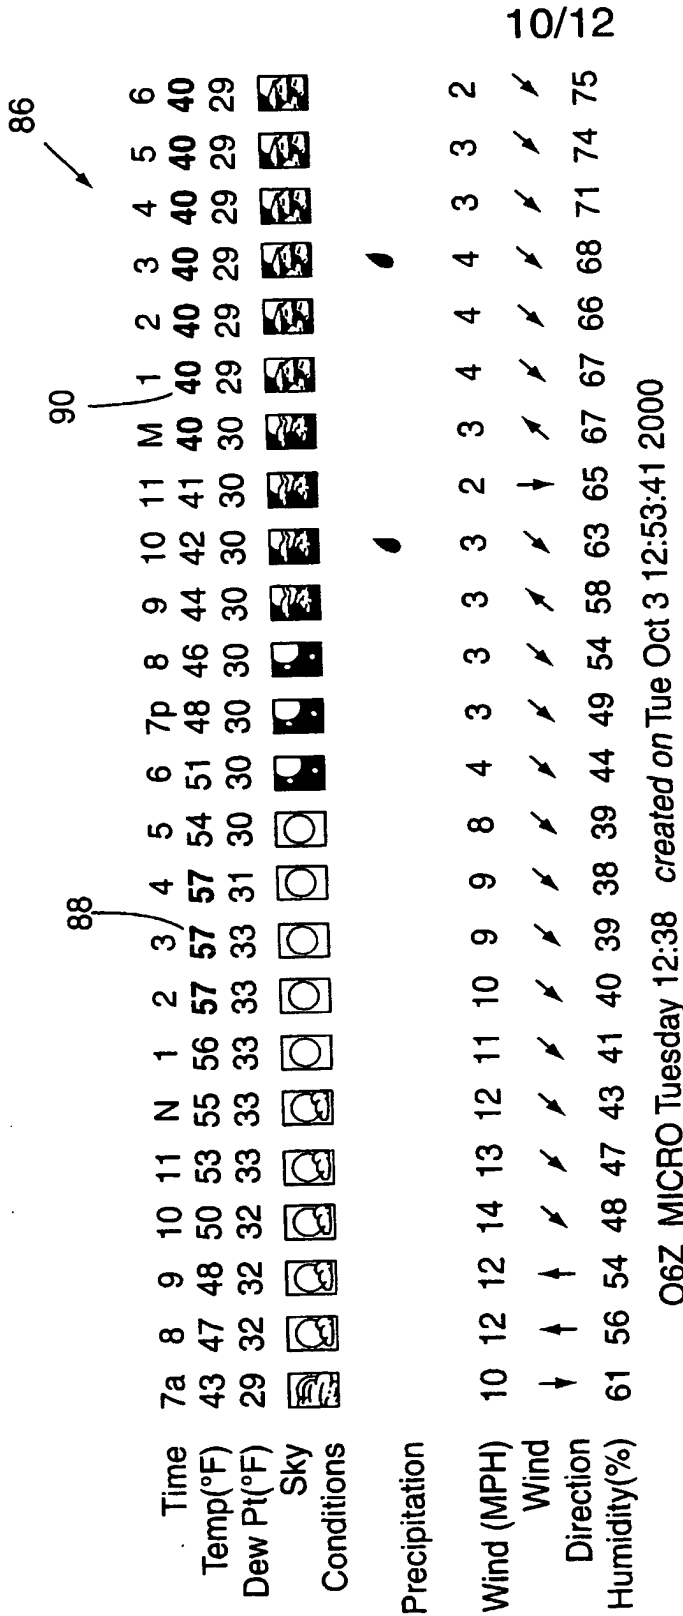 10/12
86
90
88
Time 7a 8 9 10 11 N 1 2 3 4 5 6 7p 8 9 10 11 M 1 2 3 4 5 6
Temp(°F) 43 47 48 50 53 55 56 57 57 57 54 51 48 46 44 42 41 40 40 40 40 40 40 40
Dew Pt(°F) 29 32 32 32 33 33 33 33 33 31 30 30 30 30 30 30 30 30 29 29 29 29 29 29
Sky
Conditions
Precipitation
Wind (MPH) 10 12 12 14 13 12 11 10 9 9 8 4 3 3 3 3 2 3 4 4 4 3 3 2
Wind
Direction
Humidity(%) 61 56 54 48 47 43 41 40 39 38 39 44 49 54 58 63 65 67 67 66 68 71 74 75
O6Z MICRO Tuesday 12:38 created on Tue Oct 3 12:53:41 2000